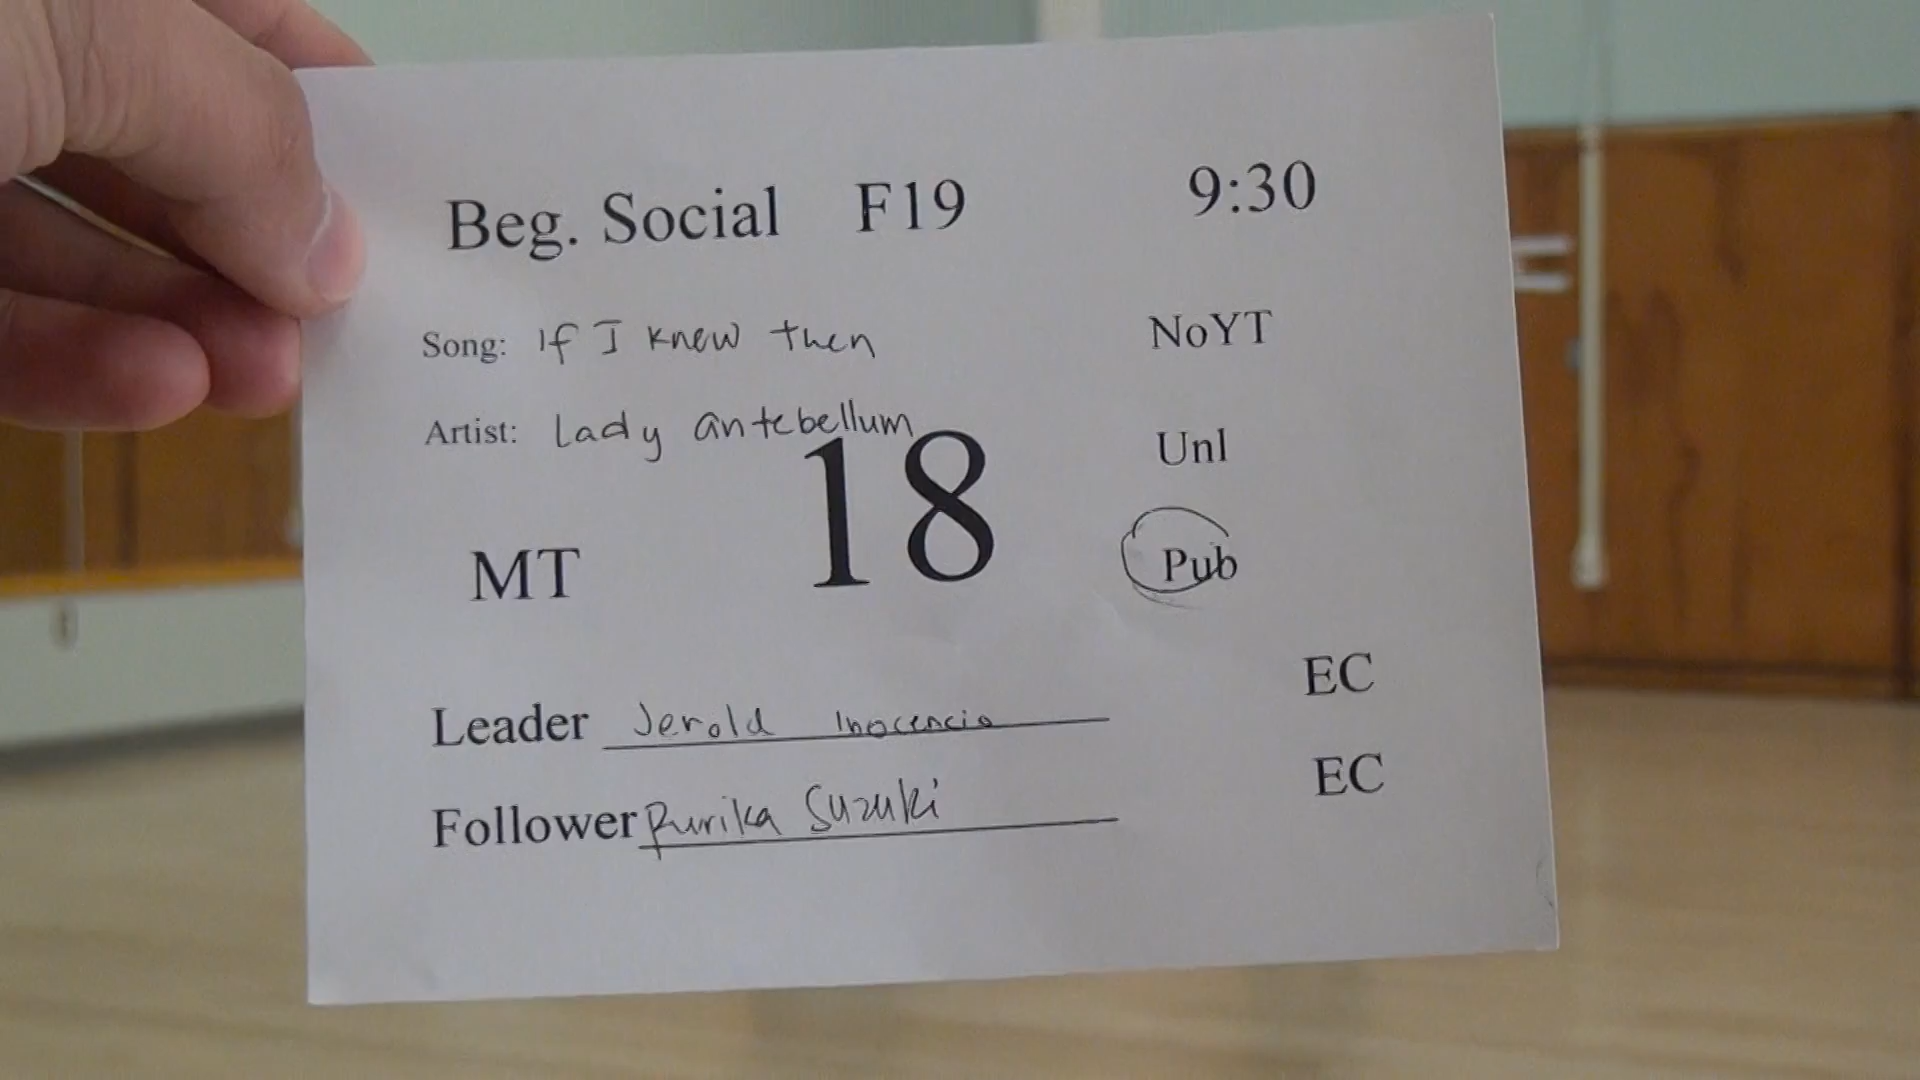 Beg. Social F19 9:30
Song: If I knew then NoYT
Artist: Lady antebellum Unl
MT 18 Pub
Leader Jerold Inocencio EC
Follower Rurika Suzuki EC